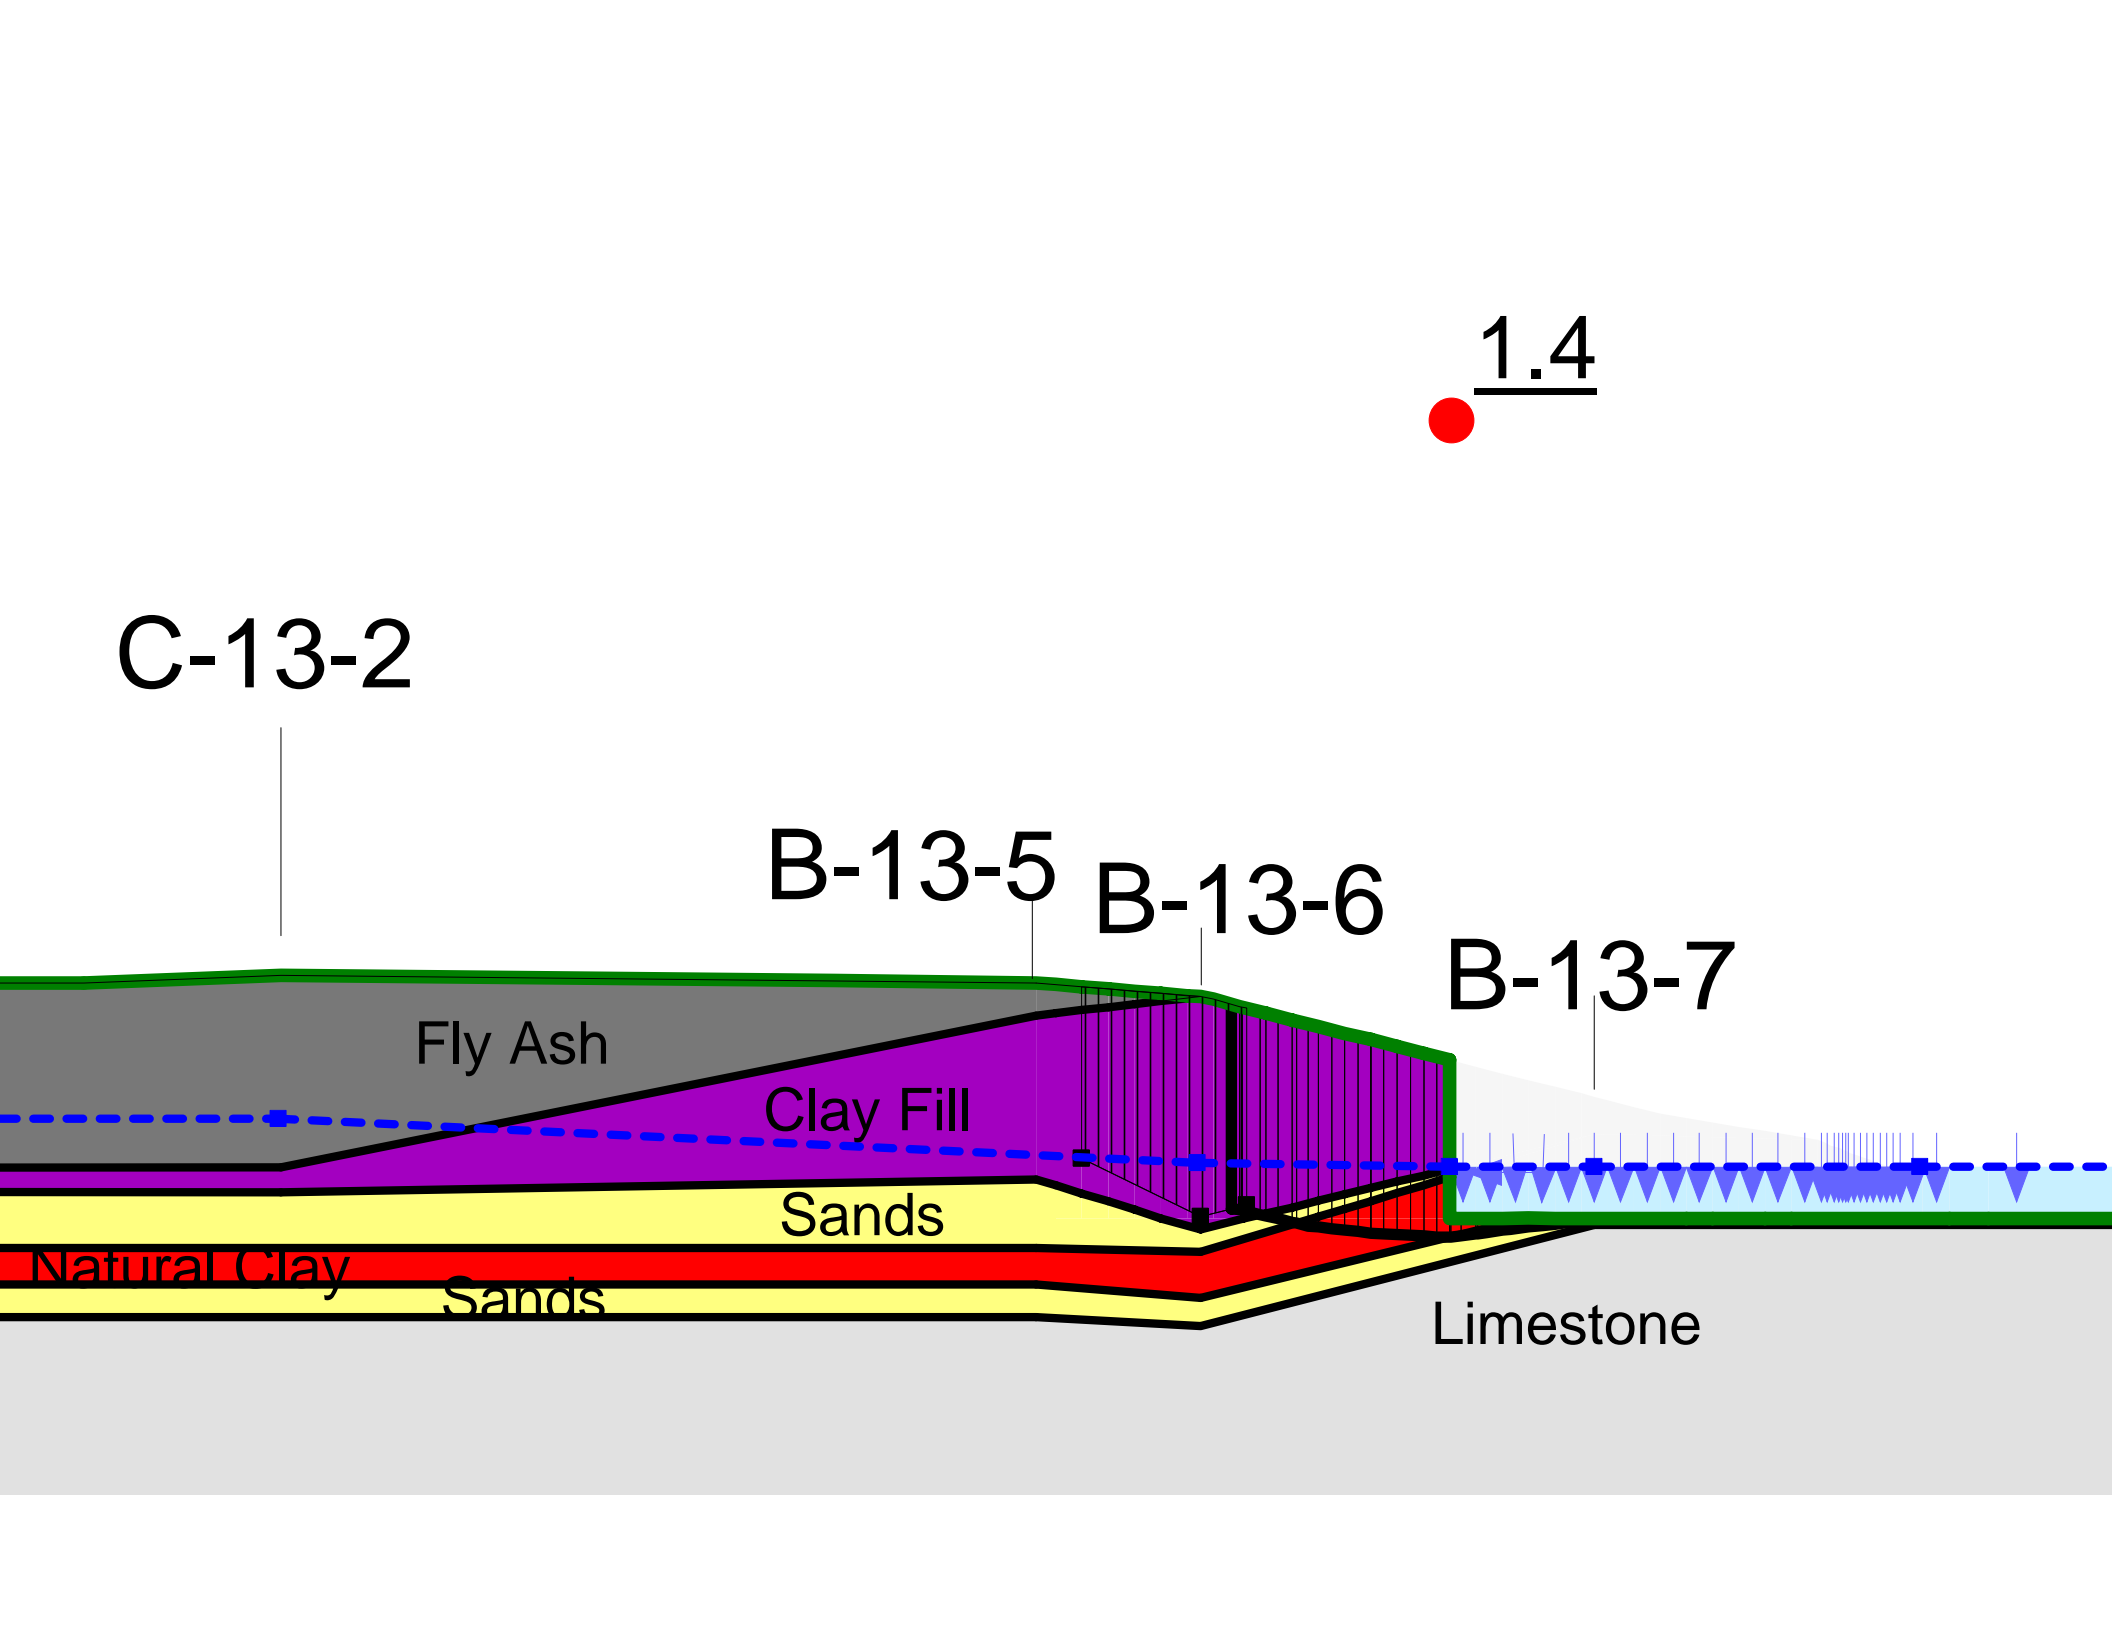 1.4
C-13-2
B-13-5
B-13-6
B-13-7
Fly Ash
Clay Fill
Sands
Natural Clay
Sands
Limestone